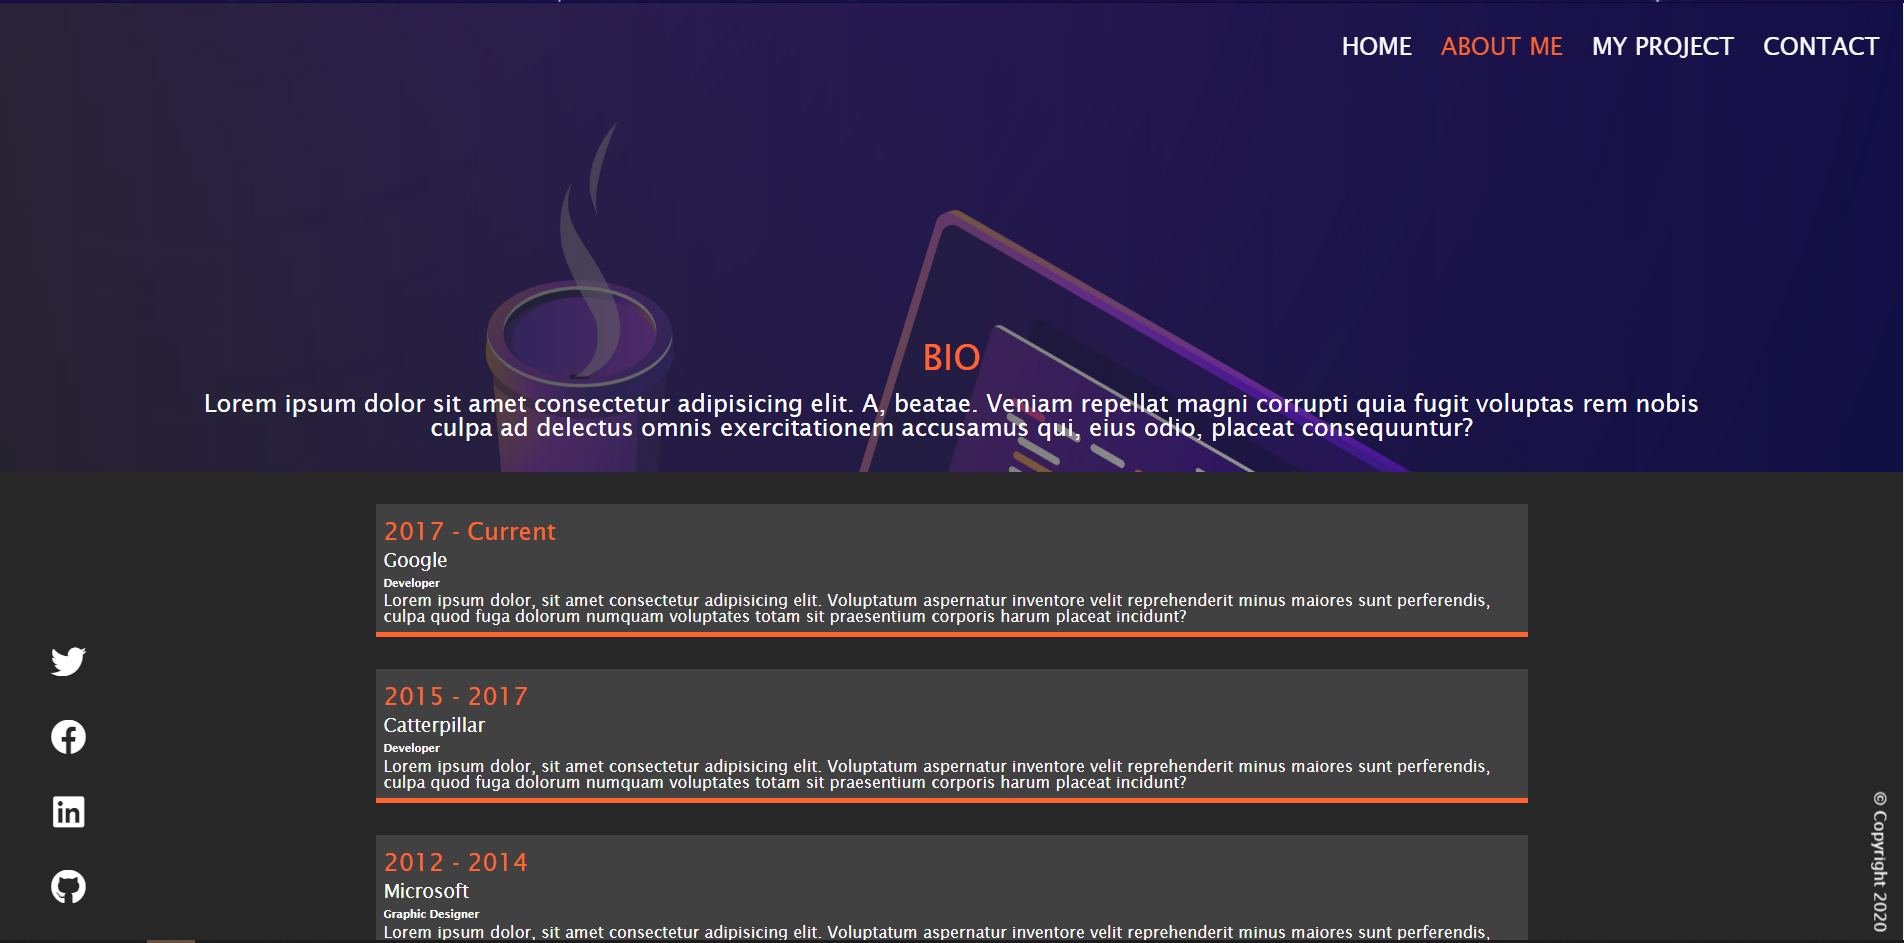 HOME ABOUT ME MY PROJECT CONTACT
BIO
Lorem ipsum dolor sit amet consectetur adipisicing elit. A, beatae. Veniam repellat magni corrupti quia fugit voluptas rem nobis
culpa ad delectus omnis exercitationem accusamus qui, eius odio, placeat consequuntur?
2017 - Current
Google
Developer
Lorem ipsum dolor, sit amet consectetur adipisicing elit. Voluptatum aspernatur inventore velit reprehenderit minus maiores sunt perferendis,
culpa quod fuga dolorum numquam voluptates totam sit praesentium corporis harum placeat incidunt?
2015 - 2017
Catterpillar
Developer
Lorem ipsum dolor, sit amet consectetur adipisicing elit. Voluptatum aspernatur inventore velit reprehenderit minus maiores sunt perferendis,
culpa quod fuga dolorum numquam voluptates totam sit praesentium corporis harum placeat incidunt?
2012 - 2014
Microsoft
Graphic Designer
Lorem ipsum dolor, sit amet consectetur adipisicing elit. Voluptatum aspernatur inventore velit reprehenderit minus maiores sunt perferendis,
© Copyright 2020